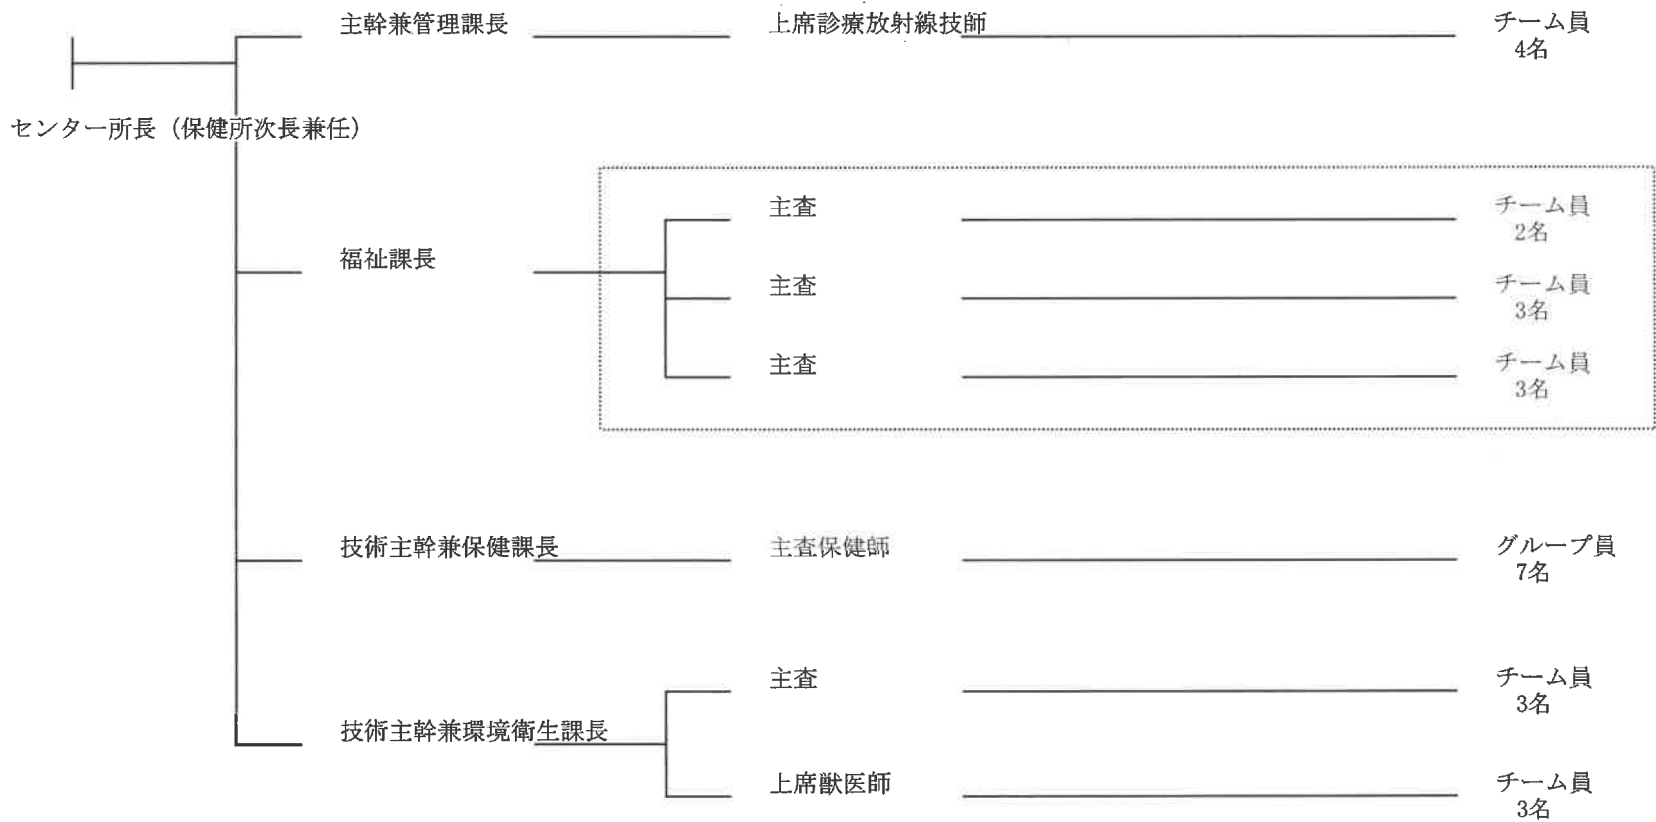 主幹兼管理課長
上席診療放射線技師
チーム員
4名
センター所長（保健所次長兼任）
主査
チーム員
2名
福祉課長
主査
チーム員
3名
主査
チーム員
3名
技術主幹兼保健課長
主査保健師
グループ員
7名
主査
チーム員
3名
技術主幹兼環境衛生課長
上席獣医師
チーム員
3名